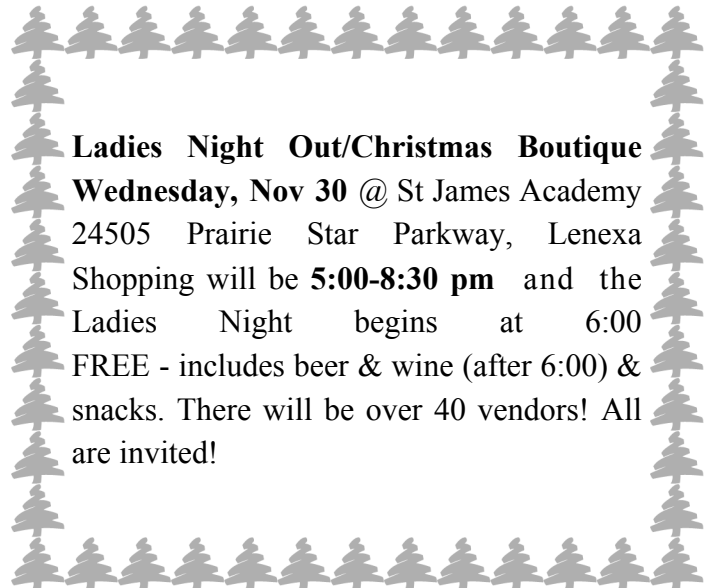 Ladies Night Out/Christmas Boutique
Wednesday, Nov 30 @ St James Academy
24505 Prairie Star Parkway, Lenexa
Shopping will be 5:00-8:30 pm and the
Ladies Night begins at 6:00
FREE - includes beer & wine (after 6:00) &
snacks. There will be over 40 vendors! All
are invited!